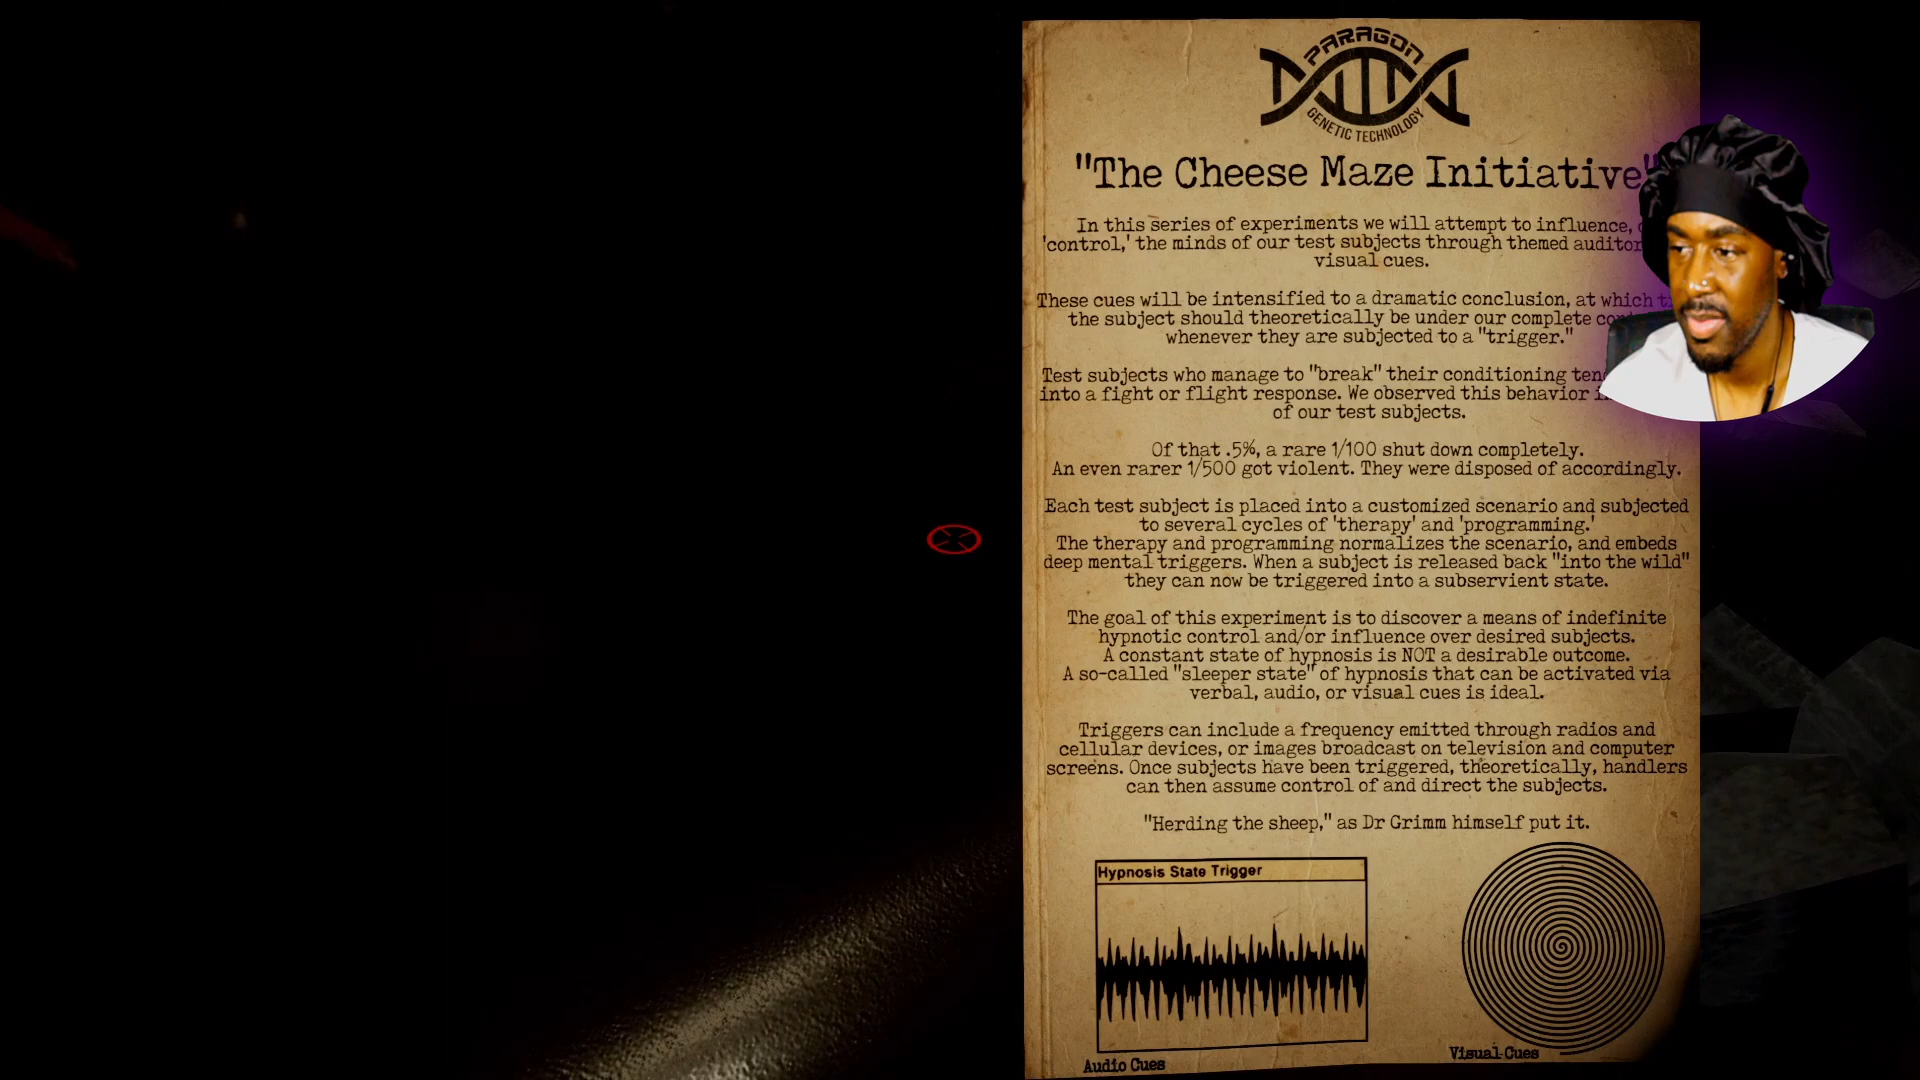 PARAGON
GENETIC TECHNOLOGY
"The Cheese Maze Initiative"
In this series of experiments we will attempt to influence,
'control,' the minds of our test subjects through themed
visual cues.
These cues will be intensified to a dramatic conclusion, at which
the subject should theoretically be under our complete
whenever they are subjected to a "trigger."
Test subjects who manage to "break" their conditioning
into a fight or flight response. We observed this behavior
of our test subjects.
Of that .5%, a rare 1/100 shut down completely.
An even rarer 1/500 got violent. They were disposed of accordingly.
Each test subject is placed into a customized scenario and subjected
to several cycles of 'therapy' and 'programming.'
The therapy and programming normalizes the scenario, and embeds
deep mental triggers. When a subject is released back "into the wild"
they can now be triggered into a subservient state.
The goal of this experiment is to discover a means of indefinite
hypnotic control and/or influence over desired subjects.
A constant state of hypnosis is NOT a desirable outcome.
A so-called "sleeper state" of hypnosis that can be activated via
verbal, audio, or visual cues is ideal.
Triggers can include a frequency emitted through radios and
cellular devices, or images broadcast on television and computer
screens. Once subjects have been triggered, theoretically, handlers
can then assume control of and direct the subjects.
"Herding the sheep," as Dr Grimm himself put it.
Hypnosis State Trigger
Audio Cues
Visual Cues